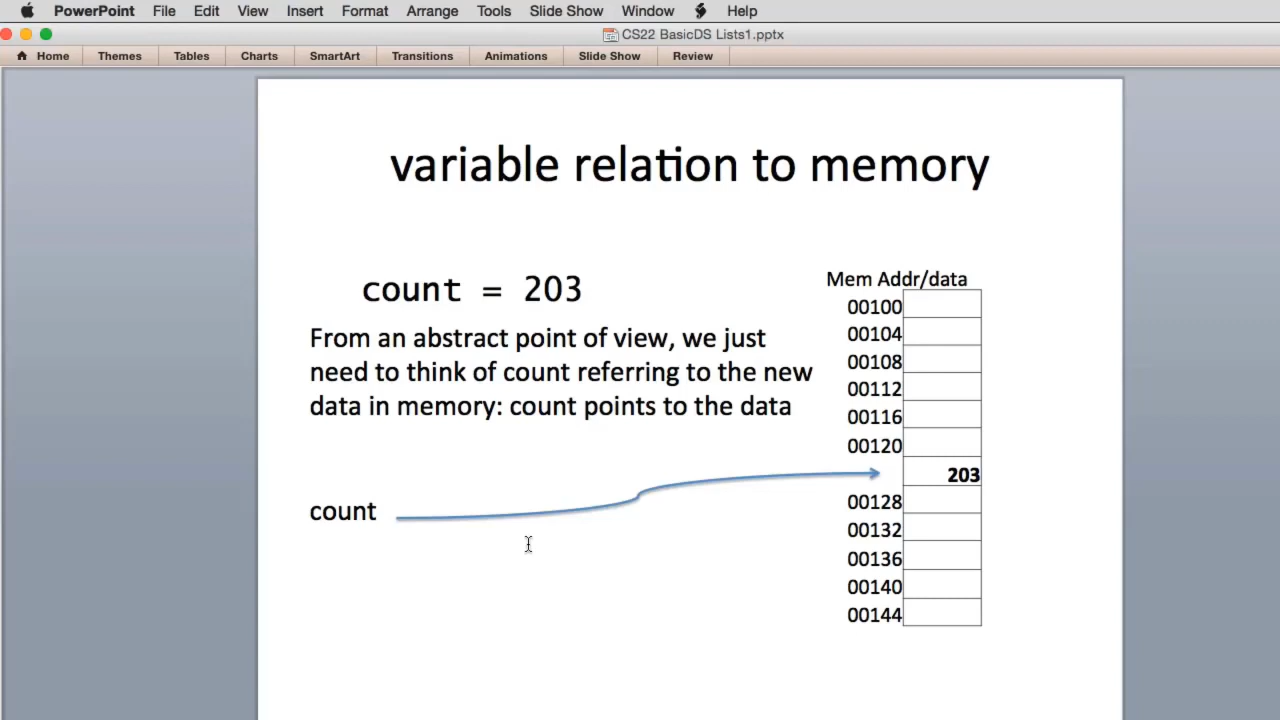 PowerPoint File Edit View Insert Format Arrange Tools Slide Show Window Help
CS22 BasicDS Lists1.pptx
Home Themes Tables Charts SmartArt Transitions Animations Slide Show Review
variable relation to memory
count = 203
From an abstract point of view, we just
need to think of count referring to the new
data in memory: count points to the data
count
Mem Addr/data
00100
00104
00108
00112
00116
00120
203
00128
00132
00136
00140
00144